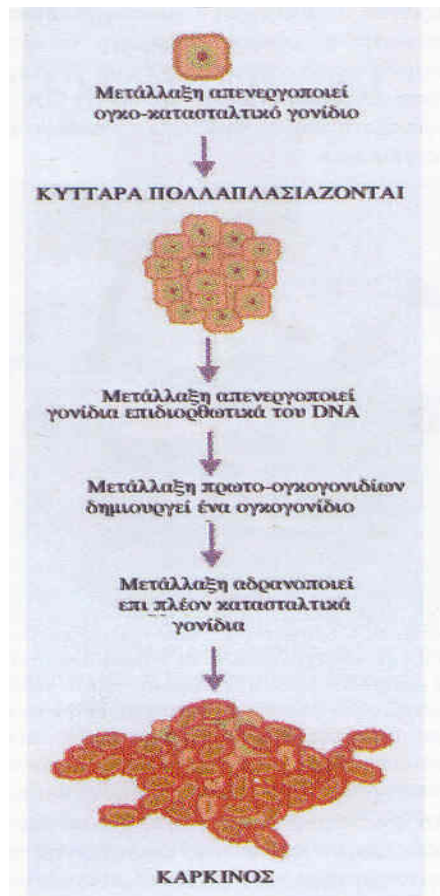 Μετάλλαξη απενεργοποιεί
ογκο-κατασταλτικό γονίδιο
ΚΥΤΤΑΡΑ ΠΟΛΛΑΠΛΑΣΙΑΖΟΝΤΑΙ
Μετάλλαξη απενεργοποιεί
γονίδια επιδιορθωτικά του DNA
Μετάλλαξη πρωτο-ογκογονιδίων
δημιουργεί ένα ογκογονίδιο
Μετάλλαξη αδρανοποιεί
επι πλέον κατασταλτικά
γονίδια
ΚΑΡΚΙΝΟΣ